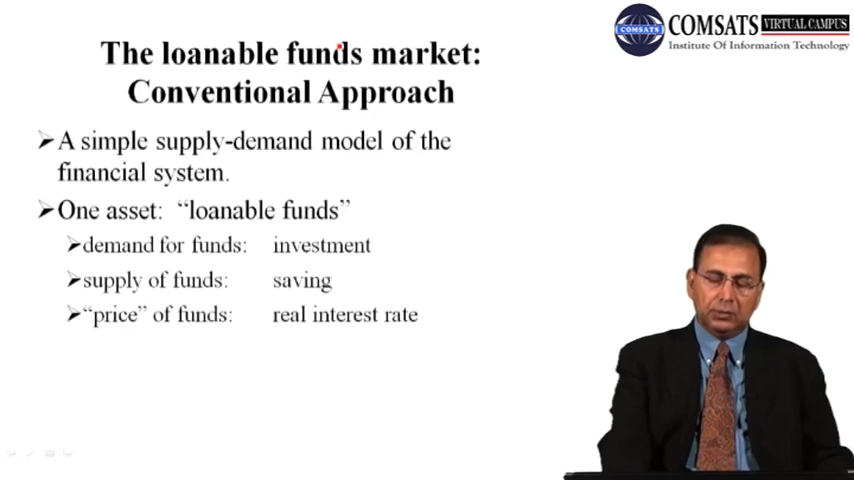 COMSATS
COMSATS VIRTUAL CAMPUS
Institute Of Information Technology
The loanable funds market:
Conventional Approach
A simple supply-demand model of the
financial system.
One asset: “loanable funds”
demand for funds: investment
supply of funds: saving
“price” of funds: real interest rate